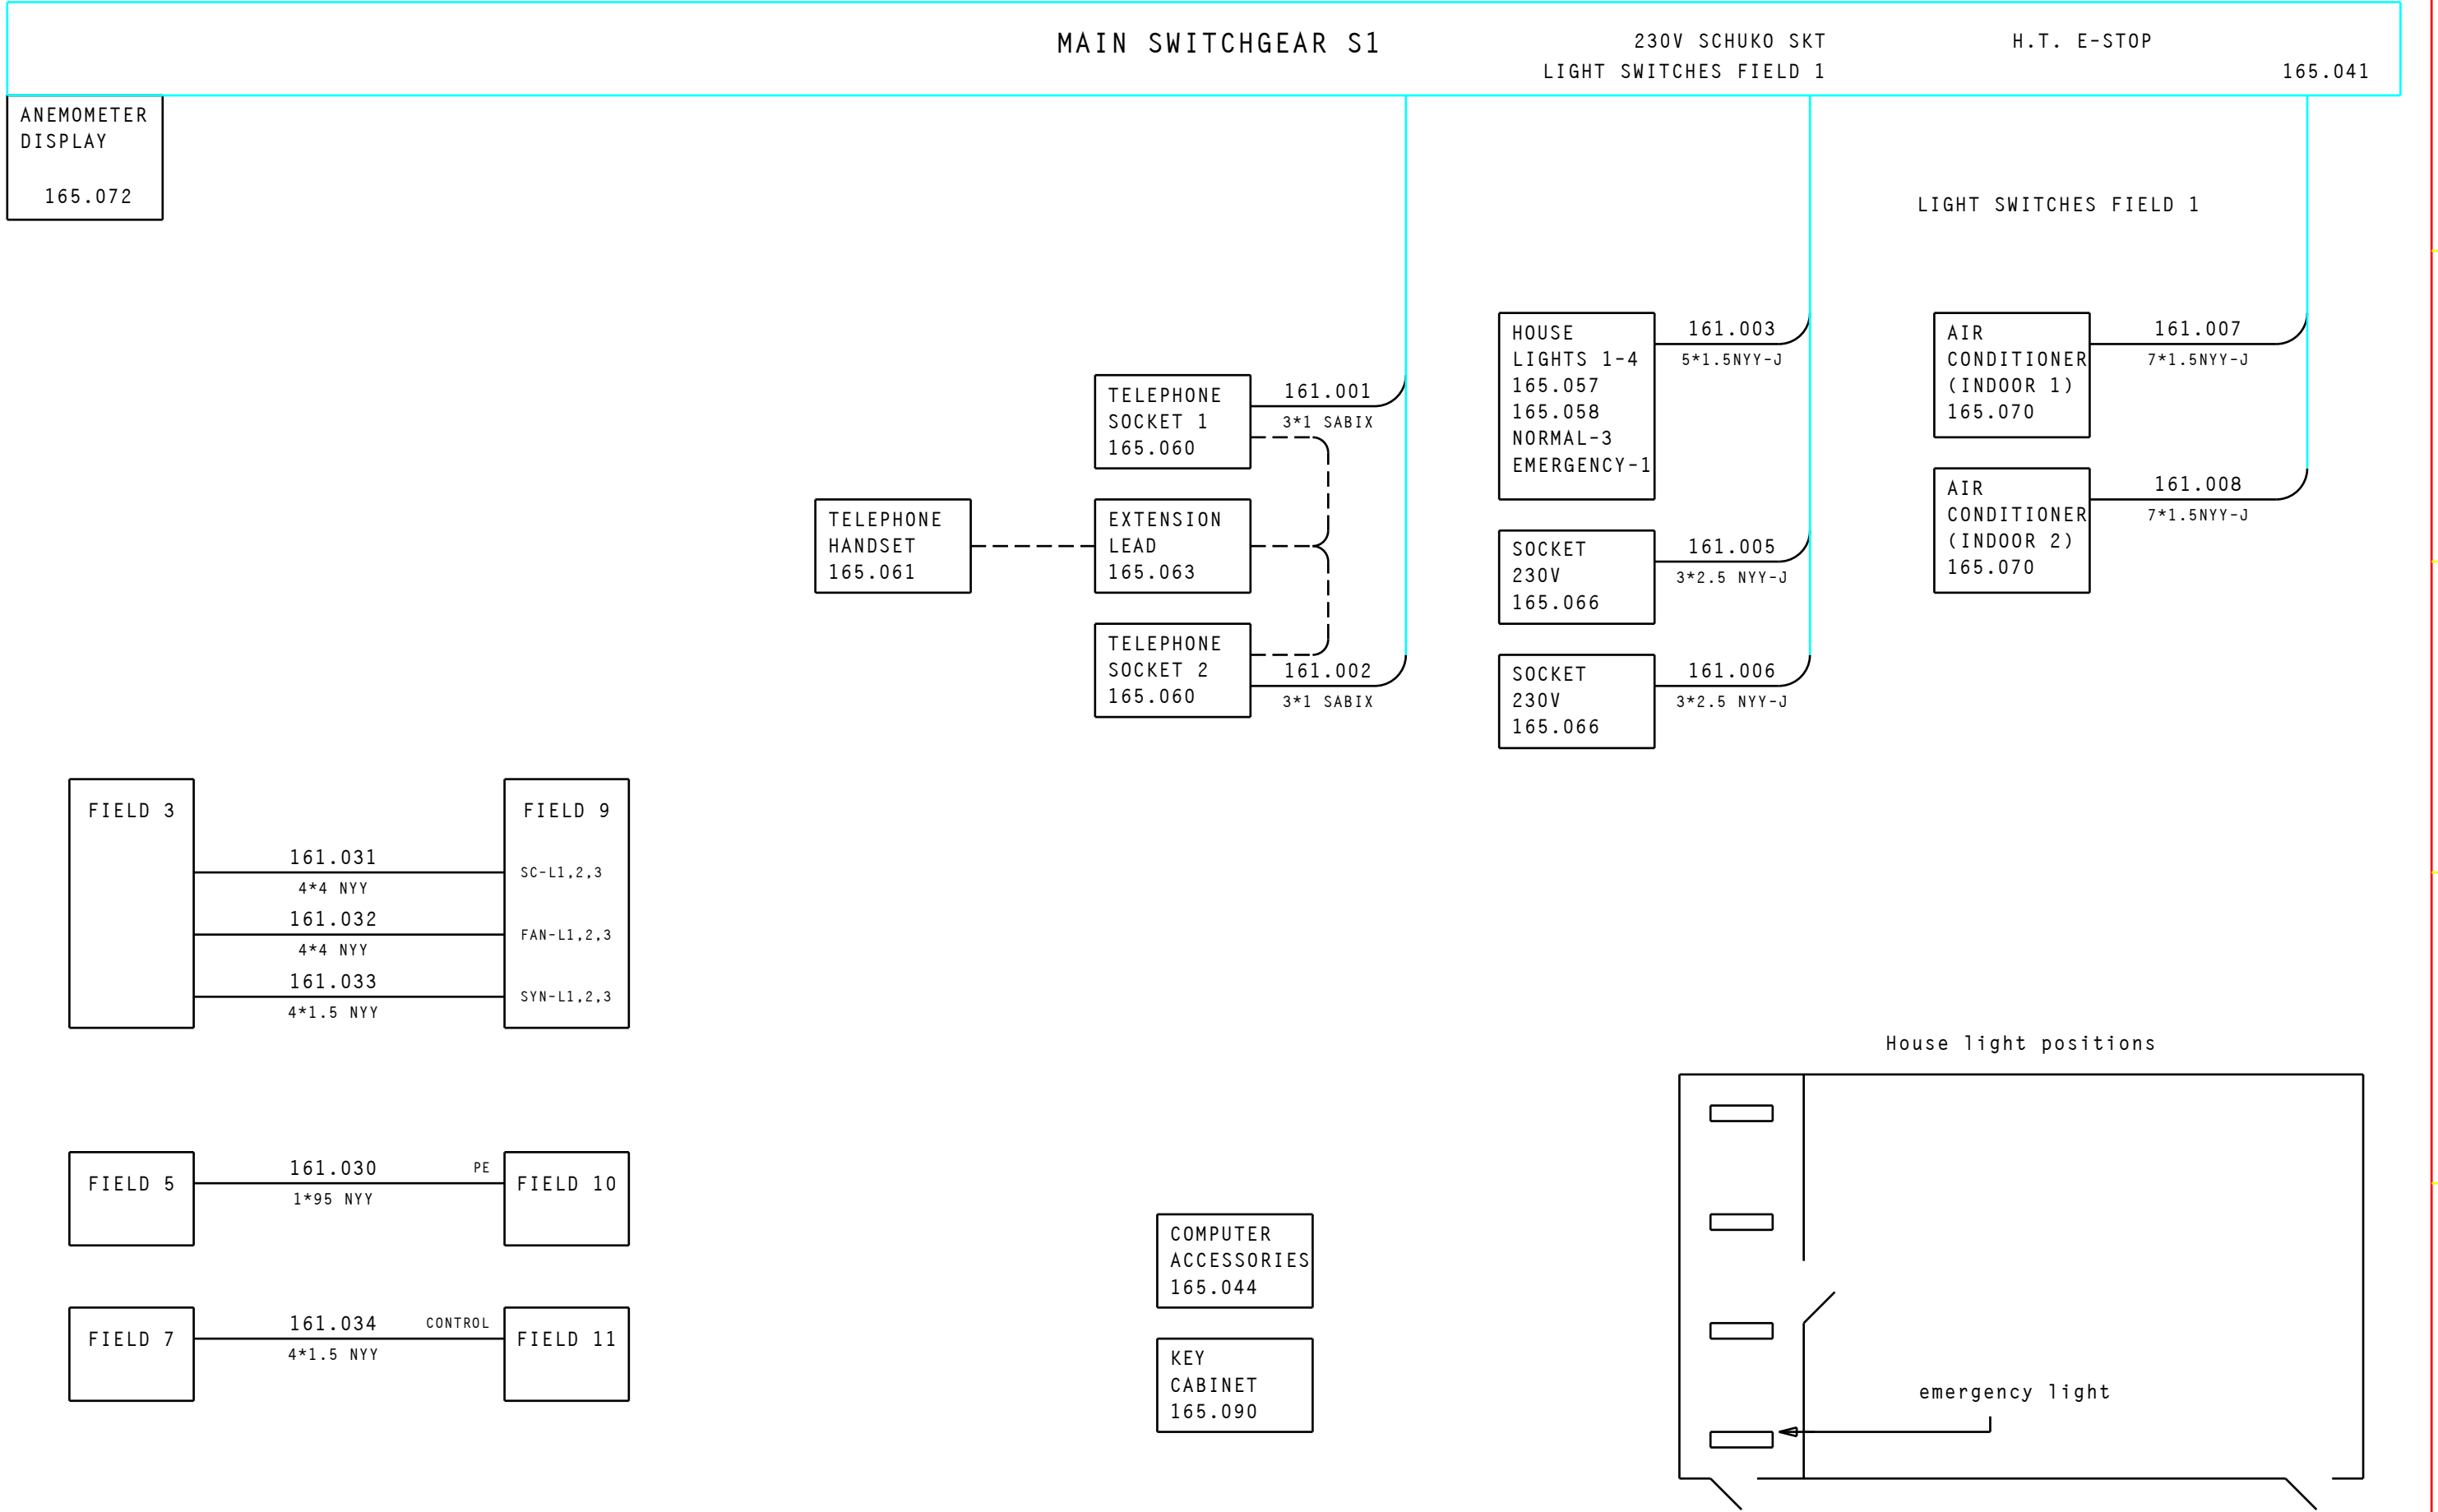 MAIN SWITCHGEAR S1
230V SCHUKO SKT
LIGHT SWITCHES FIELD 1
H.T. E-STOP
165.041
ANEMOMETER
DISPLAY
165.072
LIGHT SWITCHES FIELD 1
TELEPHONE
HANDSET
165.061
TELEPHONE
SOCKET 1
165.060
161.001
3*1 SABIX
EXTENSION
LEAD
165.063
TELEPHONE
SOCKET 2
165.060
161.002
3*1 SABIX
HOUSE
LIGHTS 1-4
165.057
165.058
NORMAL-3
EMERGENCY-1
161.003
5*1.5NYY-J
SOCKET
230V
165.066
161.005
3*2.5 NYY-J
SOCKET
230V
165.066
161.006
3*2.5 NYY-J
AIR
CONDITIONER
(INDOOR 1)
165.070
161.007
7*1.5NYY-J
AIR
CONDITIONER
(INDOOR 2)
165.070
161.008
7*1.5NYY-J
FIELD 3
161.031
4*4 NYY
161.032
4*4 NYY
161.033
4*1.5 NYY
FIELD 9
SC-L1,2,3
FAN-L1,2,3
SYN-L1,2,3
FIELD 5
161.030
1*95 NYY
PE
FIELD 10
FIELD 7
161.034
4*1.5 NYY
CONTROL
FIELD 11
COMPUTER
ACCESSORIES
165.044
KEY
CABINET
165.090
House light positions
emergency light